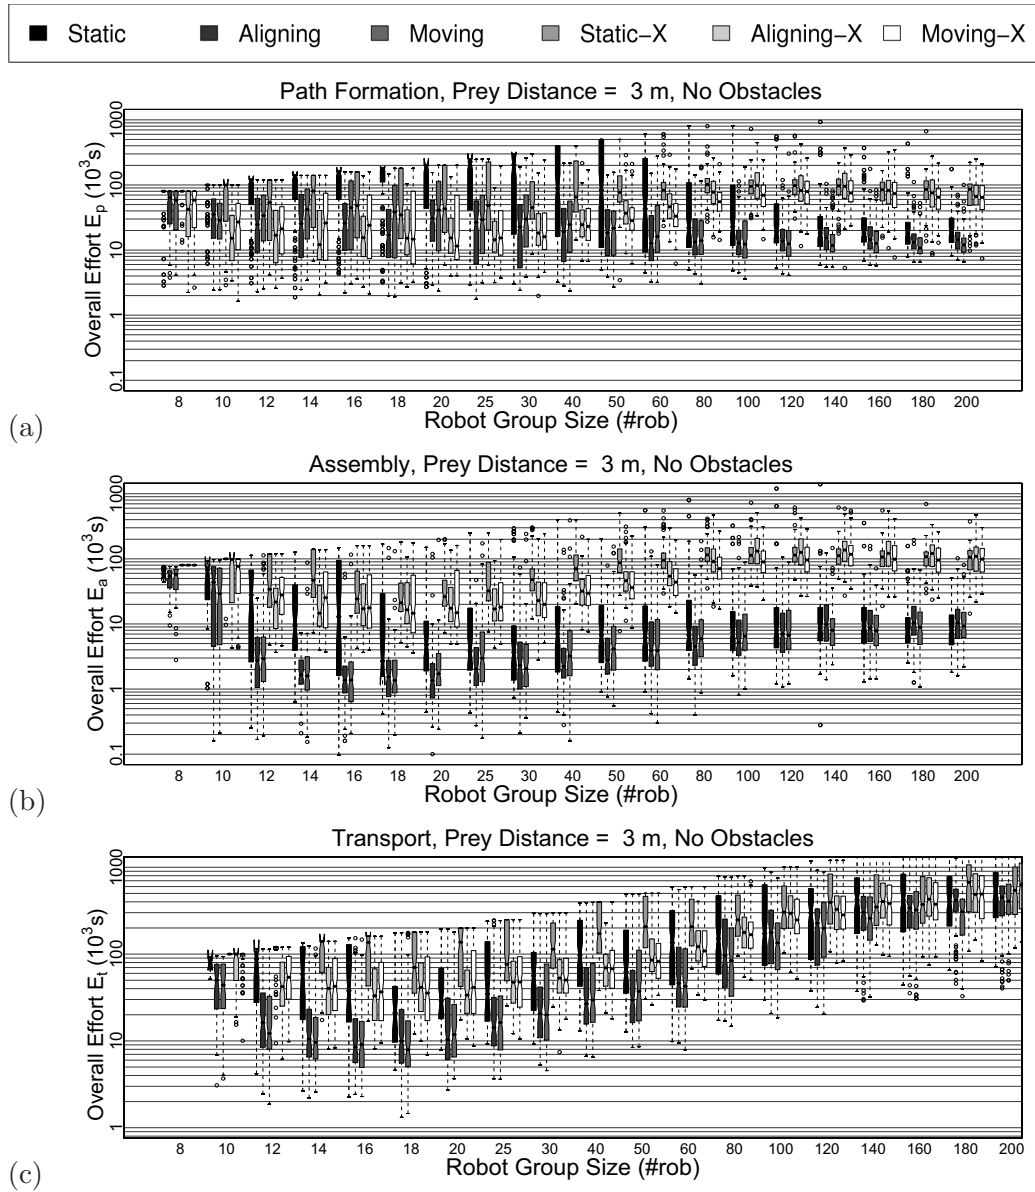 Static Aligning Moving Static−X Aligning−X Moving−X
Path Formation, Prey Distance = 3 m, No Obstacles
Overall Effort Ep (10^3s)
1000
100
10
1
0.1
8 10 12 14 16 18 20 25 30 40 50 60 80 100 120 140 160 180 200
Robot Group Size (#rob)
(a)
Assembly, Prey Distance = 3 m, No Obstacles
Overall Effort Ea (10^3s)
1000
100
10
1
0.1
8 10 12 14 16 18 20 25 30 40 50 60 80 100 120 140 160 180 200
Robot Group Size (#rob)
(b)
Transport, Prey Distance = 3 m, No Obstacles
Overall Effort Et (10^3s)
1000
100
10
1
8 10 12 14 16 18 20 25 30 40 50 60 80 100 120 140 160 180 200
Robot Group Size (#rob)
(c)